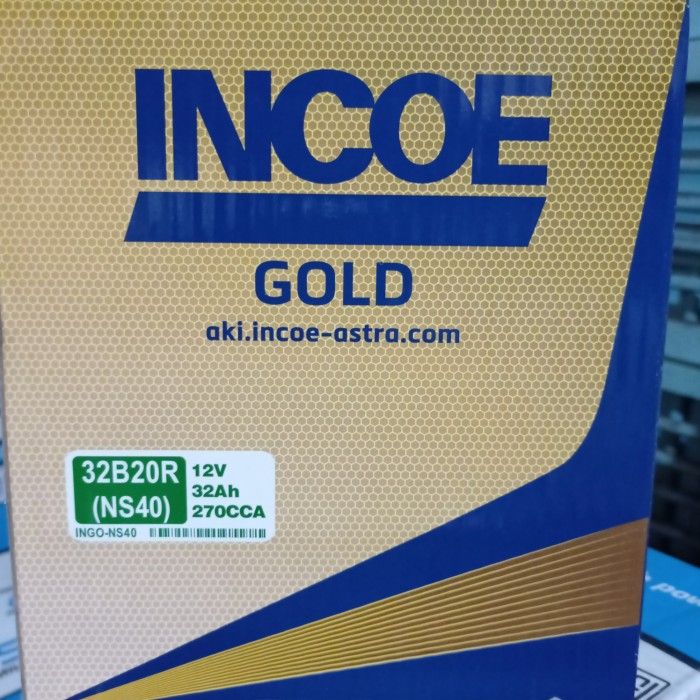 INCOE
GOLD
aki.incoe-astra.com
32B20R
(NS40)
12V
32Ah
270CCA
INGO-NS40